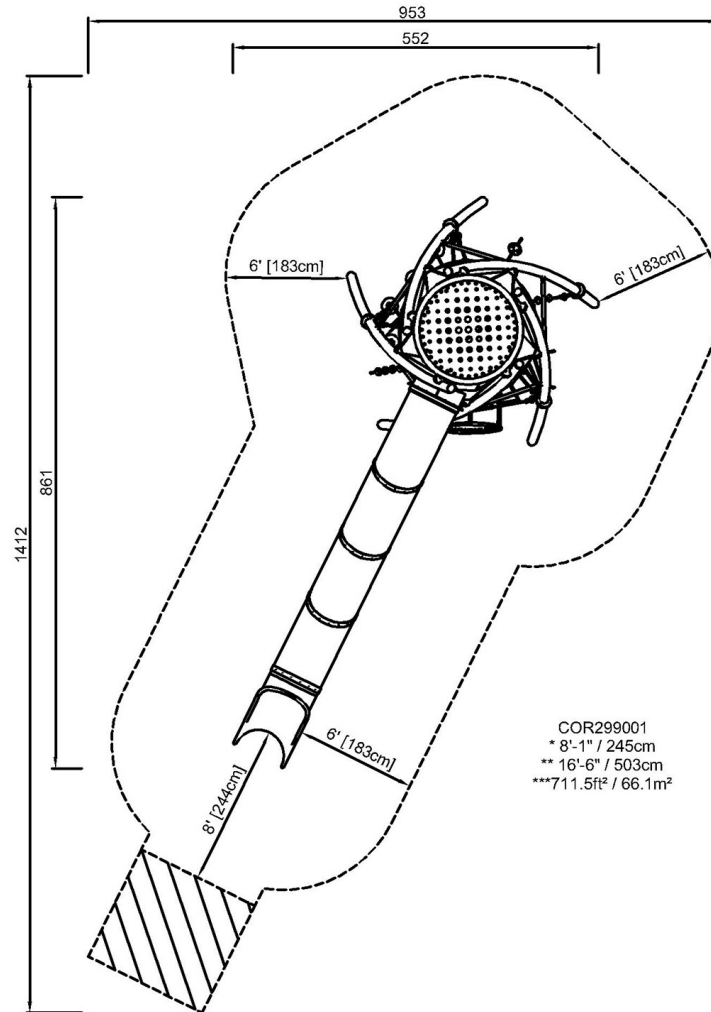 953
552
6' [183cm]
6' [183cm]
861
1412
6' [183cm]
8' [244cm]
COR299001
* 8'-1" / 245cm
** 16'-6" / 503cm
***711.5ft² / 66.1m²